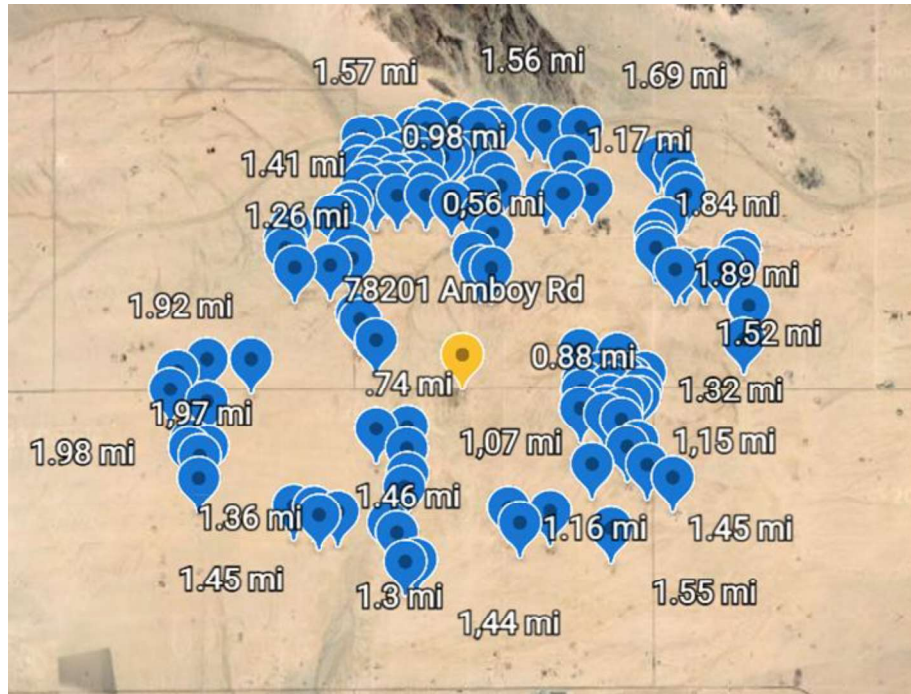 1.57 mi
1.56 mi
1.69 mi
0.98 mi
1.17 mi
1.41 mi
1.26 mi
0,56 mi
1.84 mi
78201 Amboy Rd
1.89 mi
1.92 mi
1.52 mi
0.88 mi
.74 mi
1.32 mi
1,97 mi
1.98 mi
1,07 mi
1,15 mi
1.46 mi
1.36 mi
1.16 mi
1.45 mi
1.45 mi
1.3 mi
1.55 mi
1,44 mi